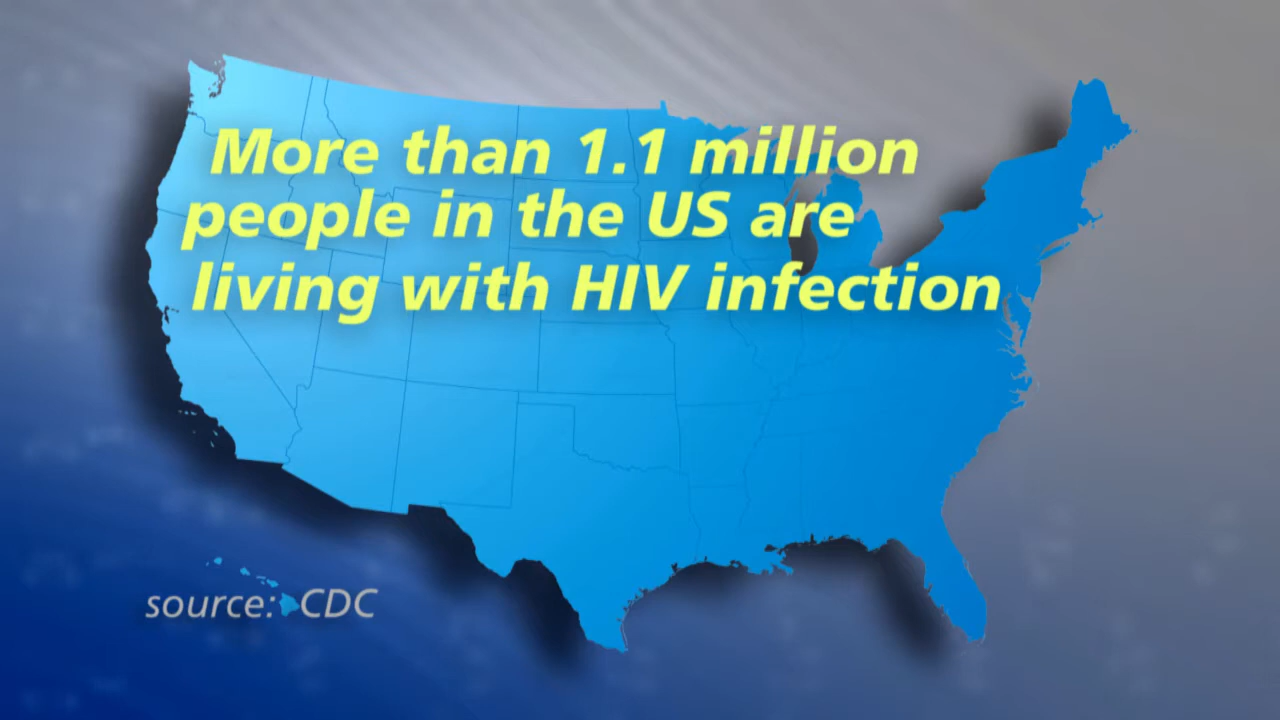 More than 1.1 million
people in the US are
living with HIV infection
source: CDC